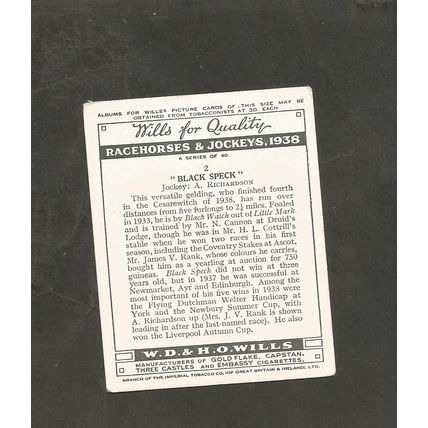 ALBUMS FOR WILLS'S PICTURE CARDS OF THIS SIZE MAY BE
OBTAINED FROM TOBACCONISTS AT 3D. EACH
Wills for Quality
RACEHORSES & JOCKEYS, 1938
A SERIES OF 40
2
"BLACK SPECK"
Jockey: A. RICHARDSON
This versatile gelding, who finished fourth
in the Cesarewitch of 1938, has run over
distances from five furlongs to 2¼ miles. Foaled
in 1933, he is by Black Watch out of Little Mark
and is trained by Mr. N. Cannon at Druid's
Lodge, though he was in Mr. H. L. Cottrill's
stable when he won two races in his first
season, including the Coventry Stakes at Ascot.
Mr. James V. Rank, whose colours he carries,
bought him as a yearling at auction for 750
guineas. Black Speck did not win at three
years old, but in 1937 he was successful at
Newmarket, Ayr and Edinburgh. Among the
most important of his five wins in 1938 were
the Flying Dutchman Welter Handicap at
York and the Newbury Summer Cup, with
A. Richardson up (Mrs. J. V. Rank is shown
leading in after the last-named race). He also
won the Liverpool Autumn Cup.
W.D. & H.O. WILLS
MANUFACTURERS OF GOLD FLAKE, CAPSTAN,
THREE CASTLES AND EMBASSY CIGARETTES.
BRANCH OF THE IMPERIAL TOBACCO CO. (OF GREAT BRITAIN & IRELAND), LTD.